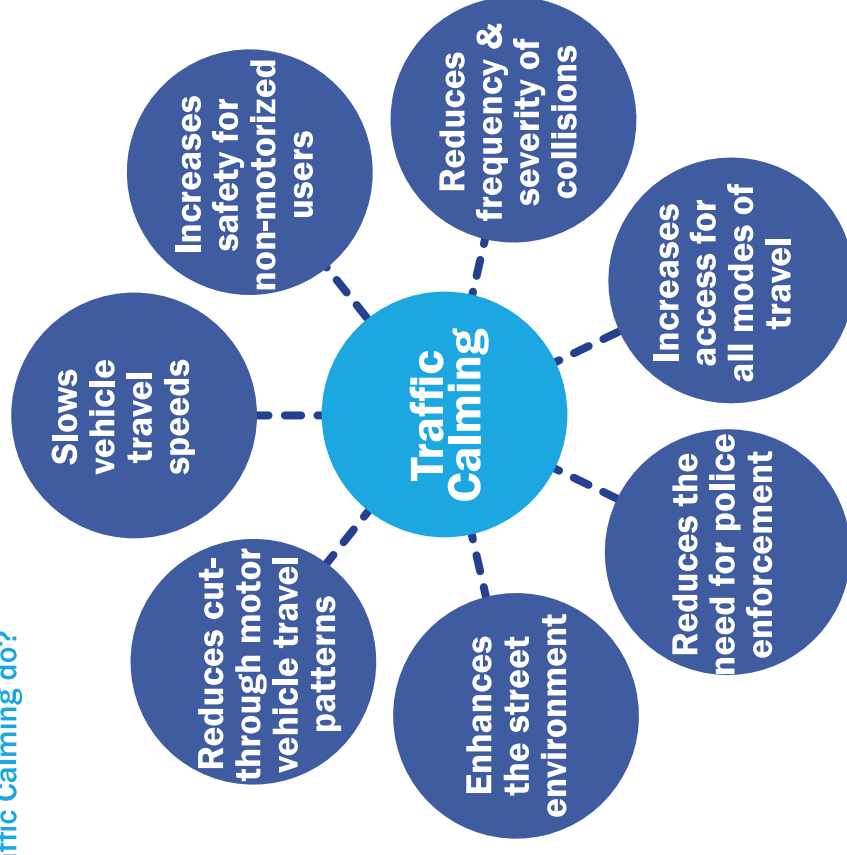 ffic Calming do?
Slows
vehicle
travel
speeds
Increases
safety for
non-motorized
users
Reduces
frequency &
severity of
collisions
Increases
access for
all modes of
travel
Reduces the
need for police
enforcement
Enhances
the street
environment
Reduces cut-
through motor
vehicle travel
patterns
Traffic
Calming